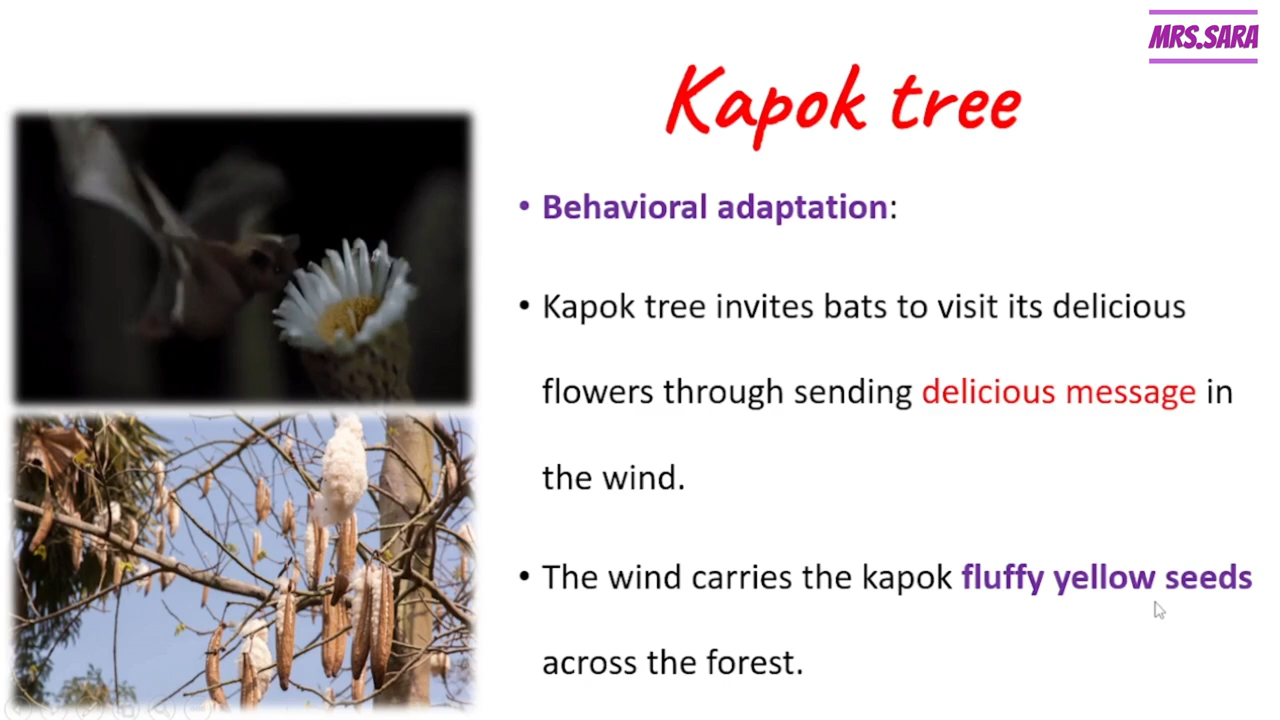 MRS.SARA
Kapok tree
• Behavioral adaptation:
• Kapok tree invites bats to visit its delicious
flowers through sending delicious message in
the wind.
• The wind carries the kapok fluffy yellow seeds
across the forest.